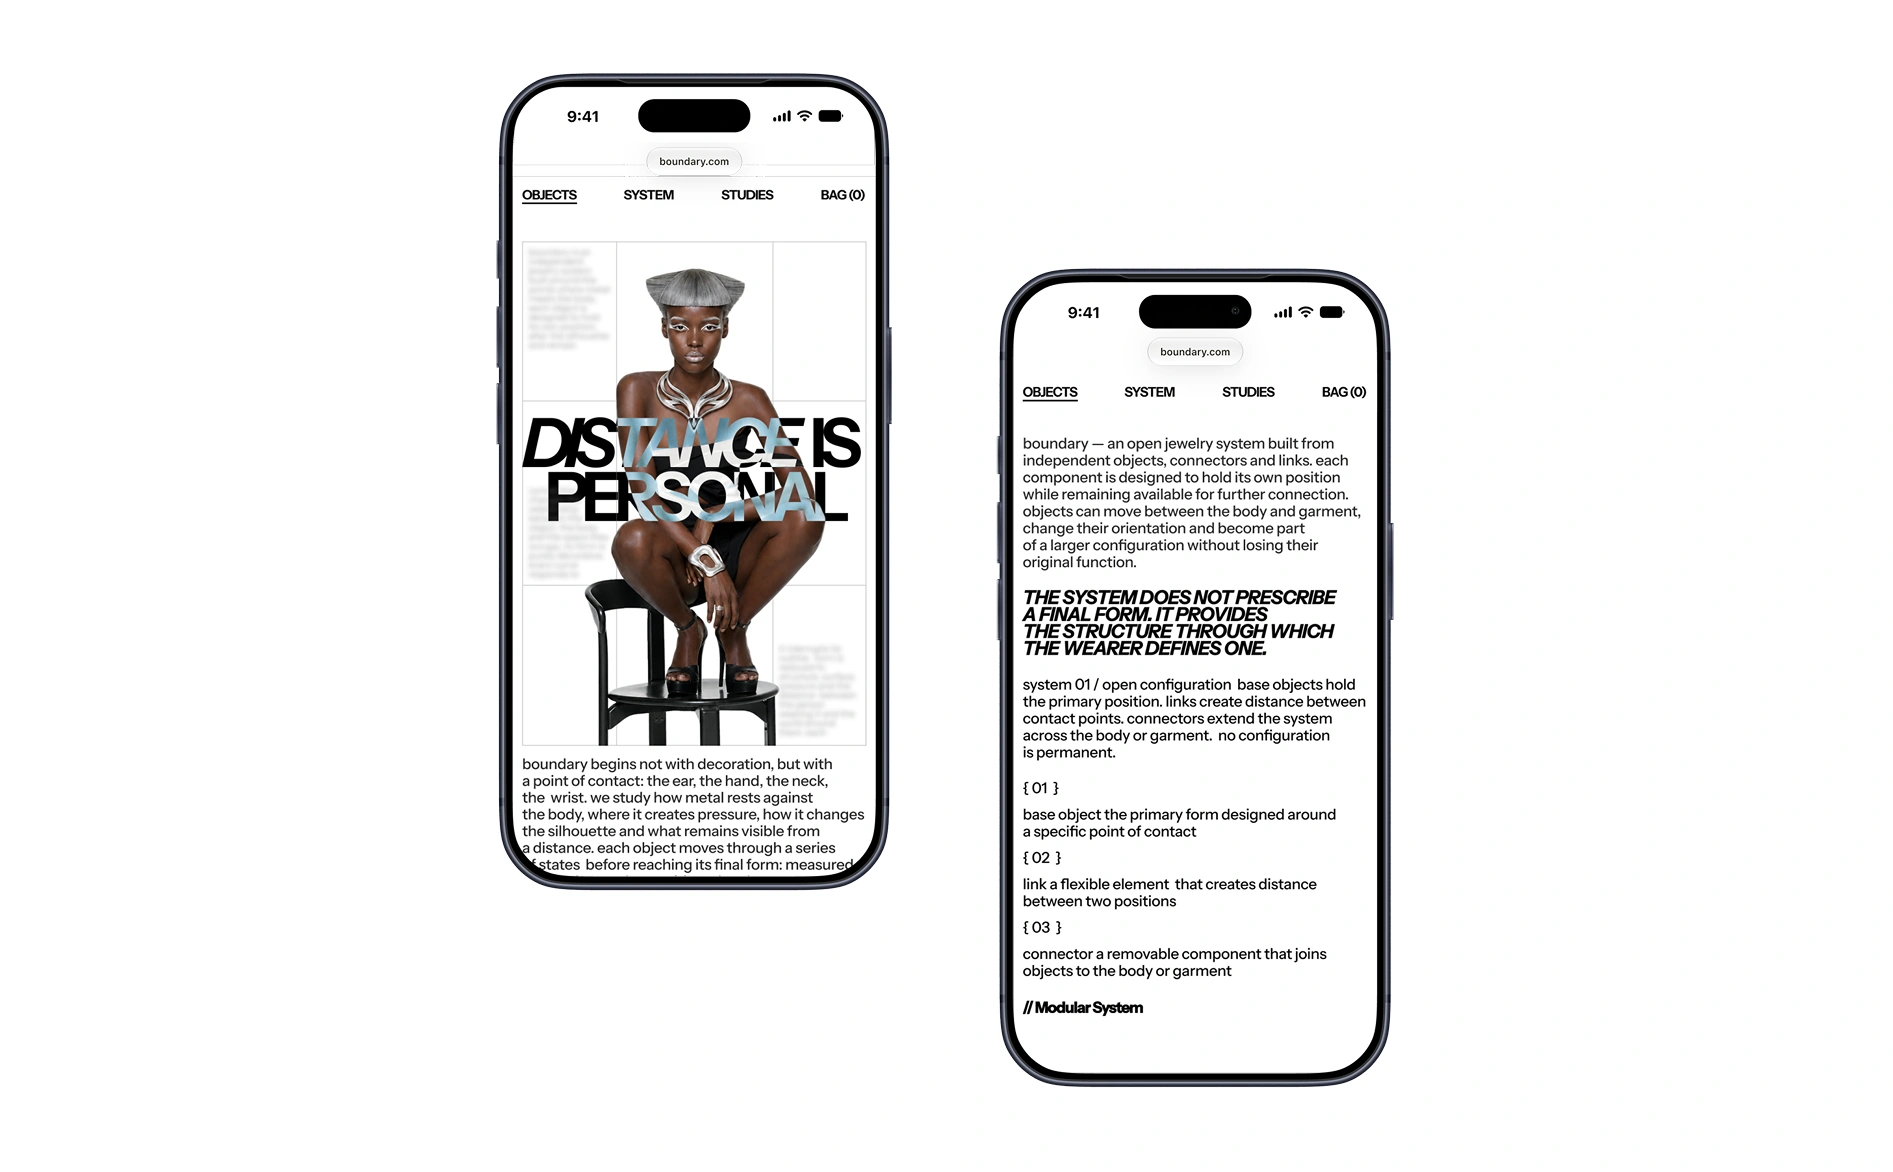 9:41
boundary.com
OBJECTS SYSTEM STUDIES BAG (0)
DISTANCE IS
PERSONAL
boundary begins not with decoration, but with
a point of contact: the ear, the hand, the neck,
the wrist. we study how metal rests against
the body, where it creates pressure, how it changes
the silhouette and what remains visible from
a distance. each object moves through a series
of states before reaching its final form: measured
9:41
boundary.com
OBJECTS SYSTEM STUDIES BAG (0)
boundary — an open jewelry system built from
independent objects, connectors and links. each
component is designed to hold its own position
while remaining available for further connection.
objects can move between the body and garment,
change their orientation and become part
of a larger configuration without losing their
original function.
THE SYSTEM DOES NOT PRESCRIBE
A FINAL FORM. IT PROVIDES
THE STRUCTURE THROUGH WHICH
THE WEARER DEFINES ONE.
system 01 / open configuration base objects hold
the primary position. links create distance between
contact points. connectors extend the system
across the body or garment. no configuration
is permanent.
{ 01 }
base object the primary form designed around
a specific point of contact
{ 02 }
link a flexible element that creates distance
between two positions
{ 03 }
connector a removable component that joins
objects to the body or garment
// Modular System